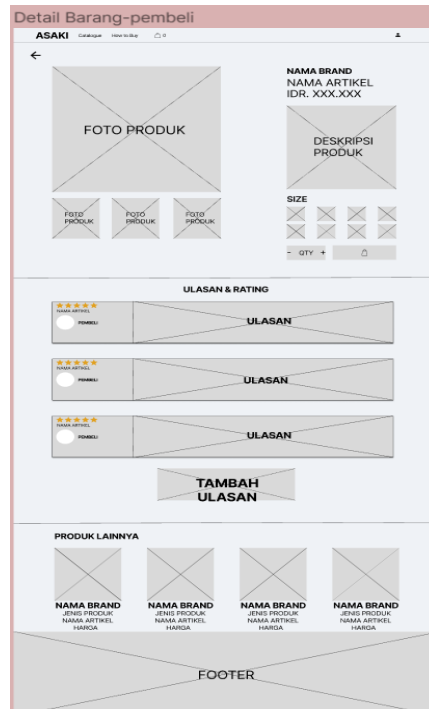 Detail Barang-pembeli
ASAKI Catalogue How to Buy 0
FOTO PRODUK
NAMA BRAND
NAMA ARTIKEL
IDR. XXX.XXX
DESKRIPSI
PRODUK
FOTO
PRODUK
FOTO
PRODUK
FOTO
PRODUK
SIZE
- QTY +
ULASAN & RATING
NAMA ARTIKEL
PEMBELI
ULASAN
NAMA ARTIKEL
PEMBELI
ULASAN
NAMA ARTIKEL
PEMBELI
ULASAN
TAMBAH
ULASAN
PRODUK LAINNYA
NAMA BRAND
JENIS PRODUK
NAMA ARTIKEL
HARGA
NAMA BRAND
JENIS PRODUK
NAMA ARTIKEL
HARGA
NAMA BRAND
JENIS PRODUK
NAMA ARTIKEL
HARGA
NAMA BRAND
JENIS PRODUK
NAMA ARTIKEL
HARGA
FOOTER